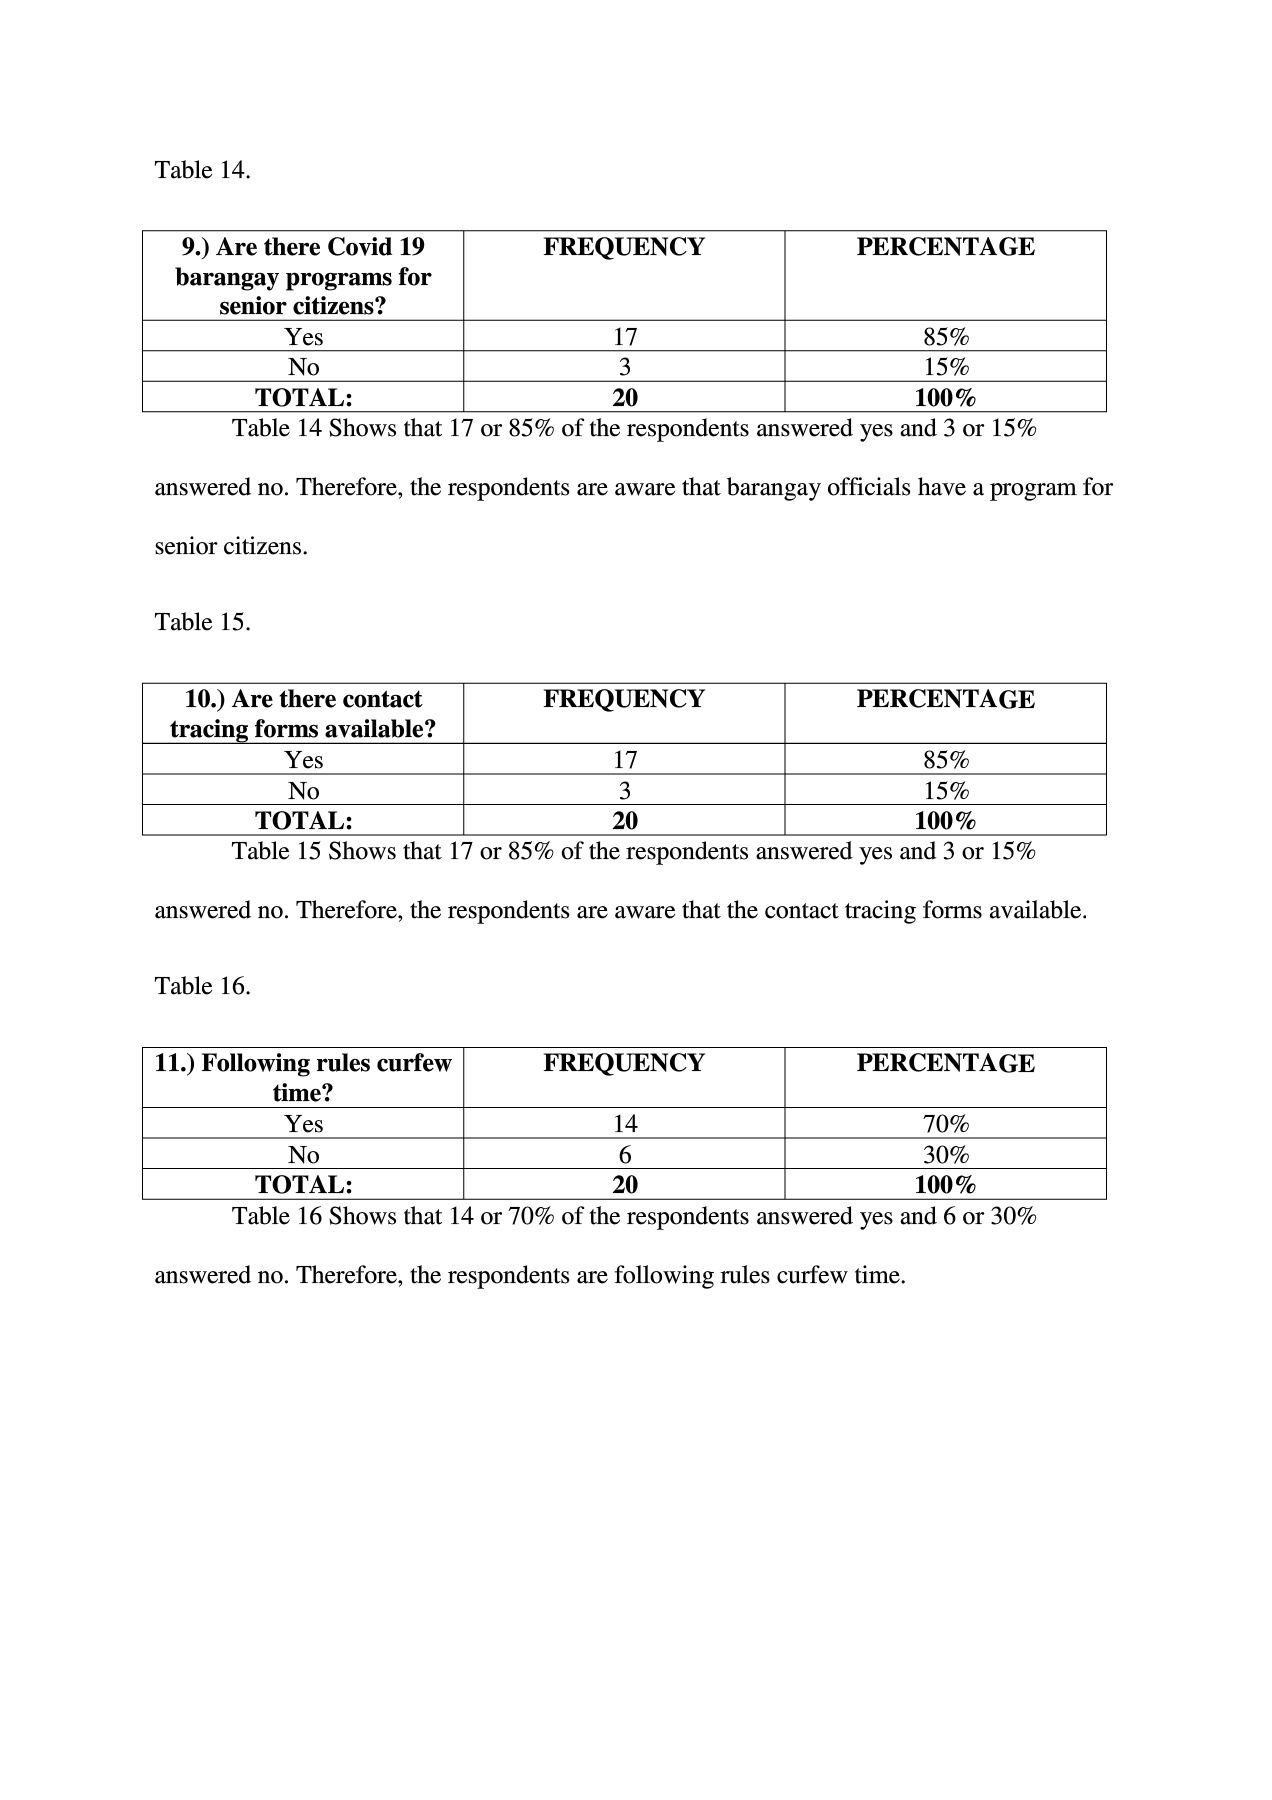 Table 14.
9.) Are there Covid 19 barangay programs for senior citizens? FREQUENCY PERCENTAGE
Yes 17 85%
No 3 15%
TOTAL: 20 100%
Table 14 Shows that 17 or 85% of the respondents answered yes and 3 or 15%
answered no. Therefore, the respondents are aware that barangay officials have a program for
senior citizens.
Table 15.
10.) Are there contact tracing forms available? FREQUENCY PERCENTAGE
Yes 17 85%
No 3 15%
TOTAL: 20 100%
Table 15 Shows that 17 or 85% of the respondents answered yes and 3 or 15%
answered no. Therefore, the respondents are aware that the contact tracing forms available.
Table 16.
11.) Following rules curfew time? FREQUENCY PERCENTAGE
Yes 14 70%
No 6 30%
TOTAL: 20 100%
Table 16 Shows that 14 or 70% of the respondents answered yes and 6 or 30%
answered no. Therefore, the respondents are following rules curfew time.